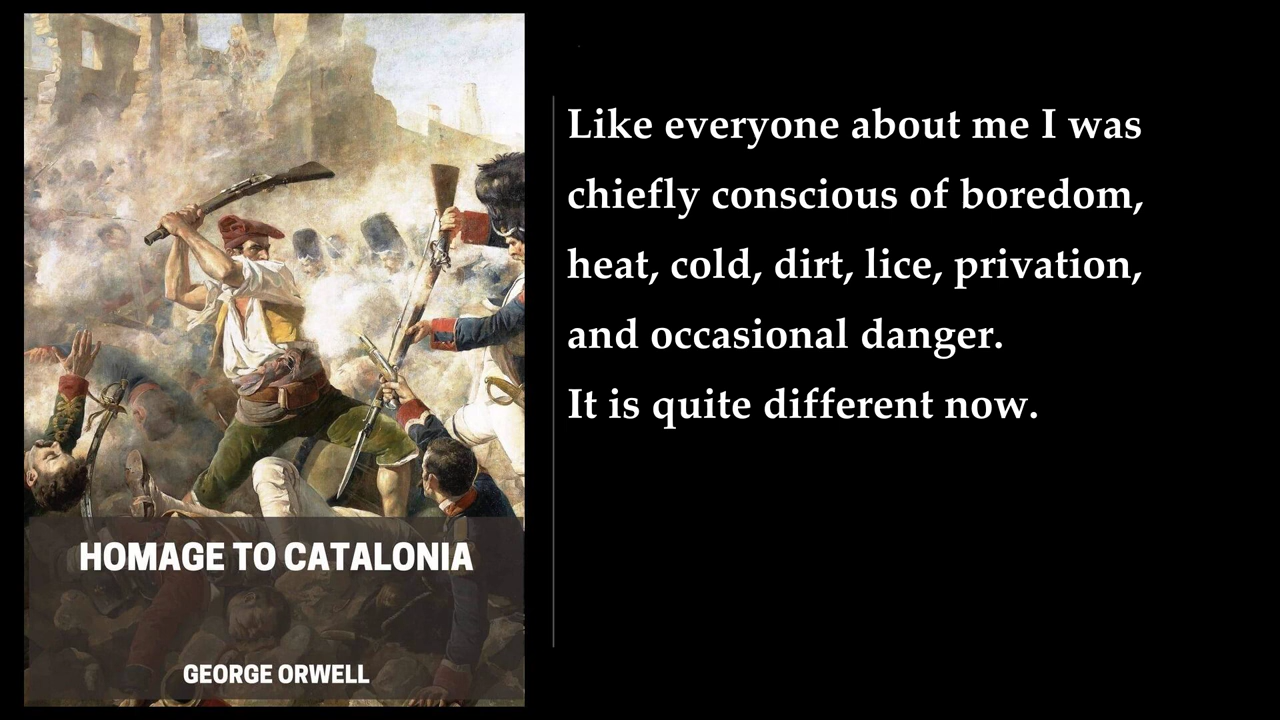 Like everyone about me I was
chiefly conscious of boredom,
heat, cold, dirt, lice, privation,
and occasional danger.
It is quite different now.
HOMAGE TO CATALONIA
GEORGE ORWELL